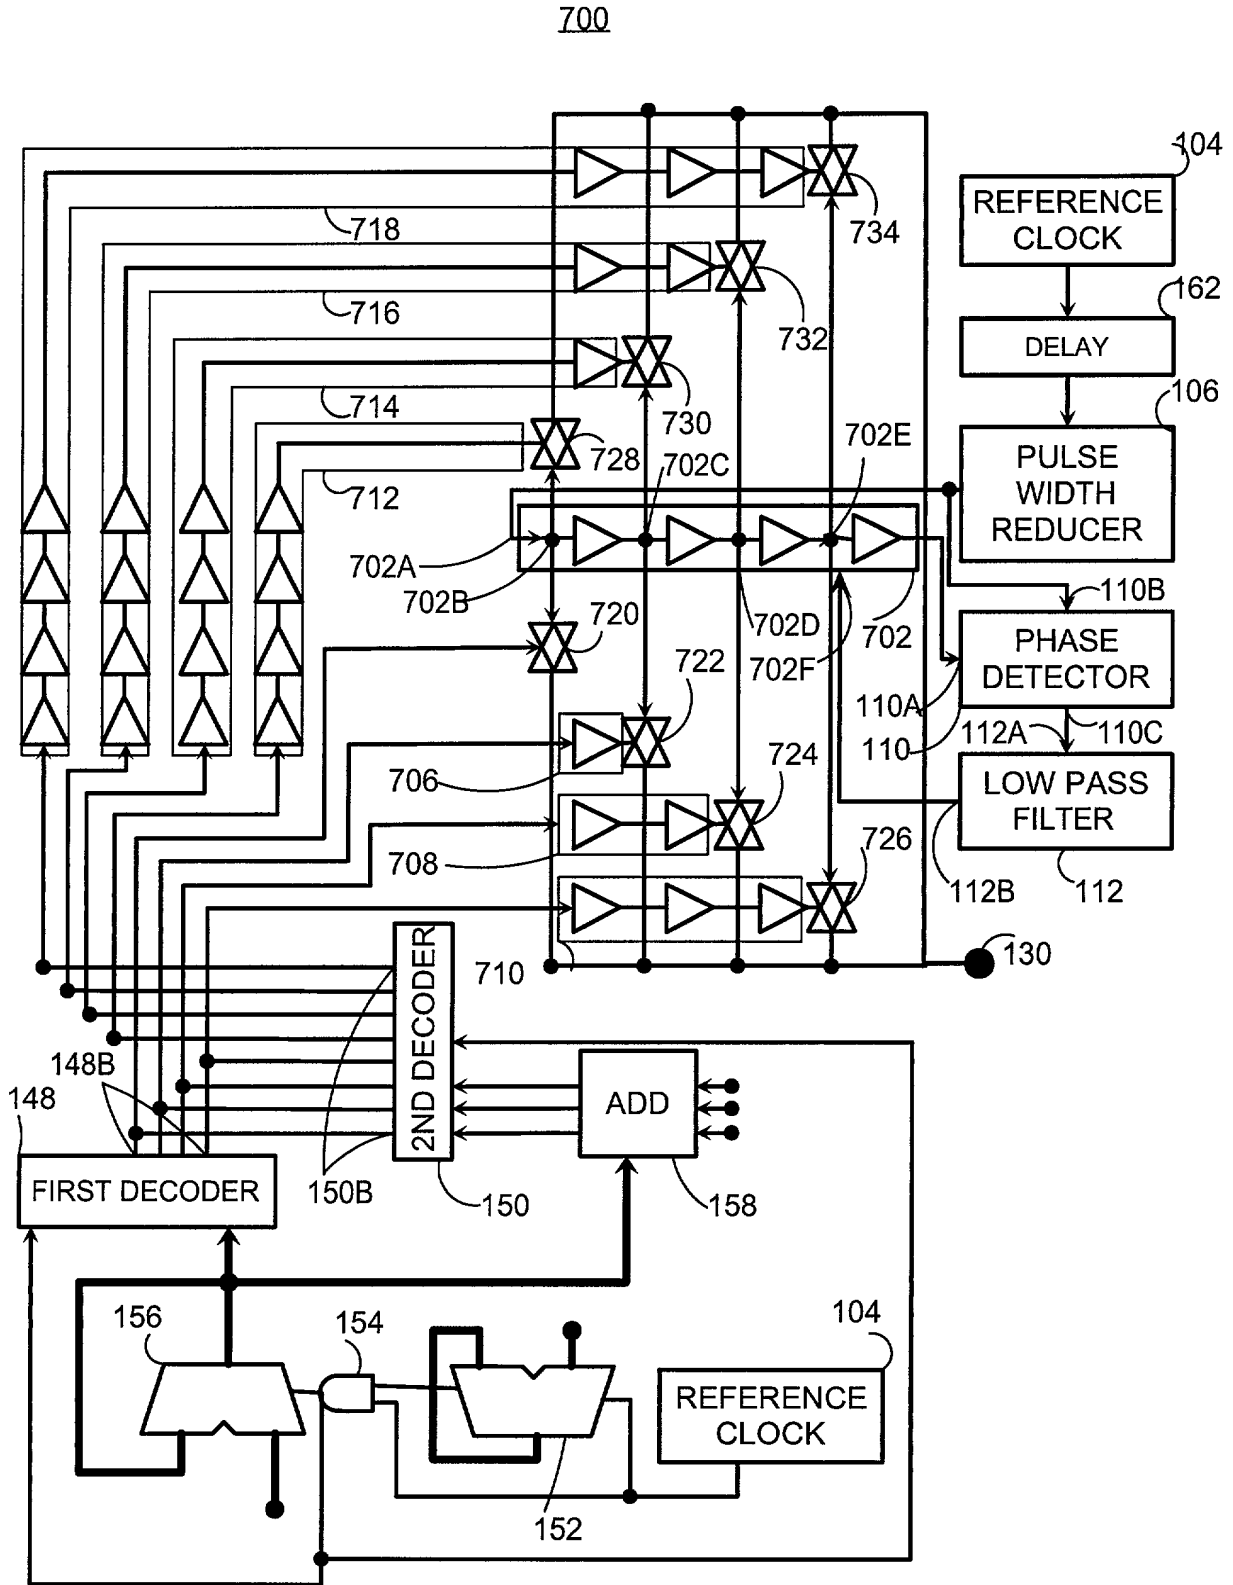 700
104
REFERENCE
CLOCK
734
718
162
DELAY
716
732
106
714
730
PULSE
WIDTH
REDUCER
728
702C
702E
712
702A
702B
720
702D
702
702F
110B
PHASE
DETECTOR
722
110A
110
112A
110C
706
724
LOW PASS
FILTER
708
726
112B
112
710
130
2ND DECODER
148B
148
ADD
FIRST DECODER
150B
150
158
156
154
104
REFERENCE
CLOCK
152